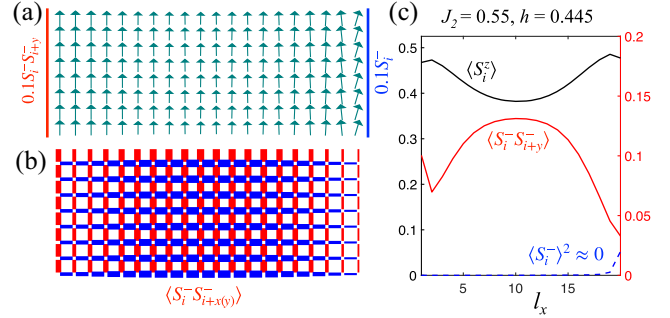 (a)
0.1S_i^-S_{i+y}^-
0.1S_i^-
(b)
⟨S_i^-S_{i+x(y)}^-⟩
(c)
J_2 = 0.55, h = 0.445
0.5
0.4
0.3
0.2
0.1
0
⟨S_i^z⟩
⟨S_i^-S_{i+y}^-⟩
⟨S_i^-⟩^2 ≈ 0
0.2
0.15
0.1
0.05
0
5
10
15
l_x